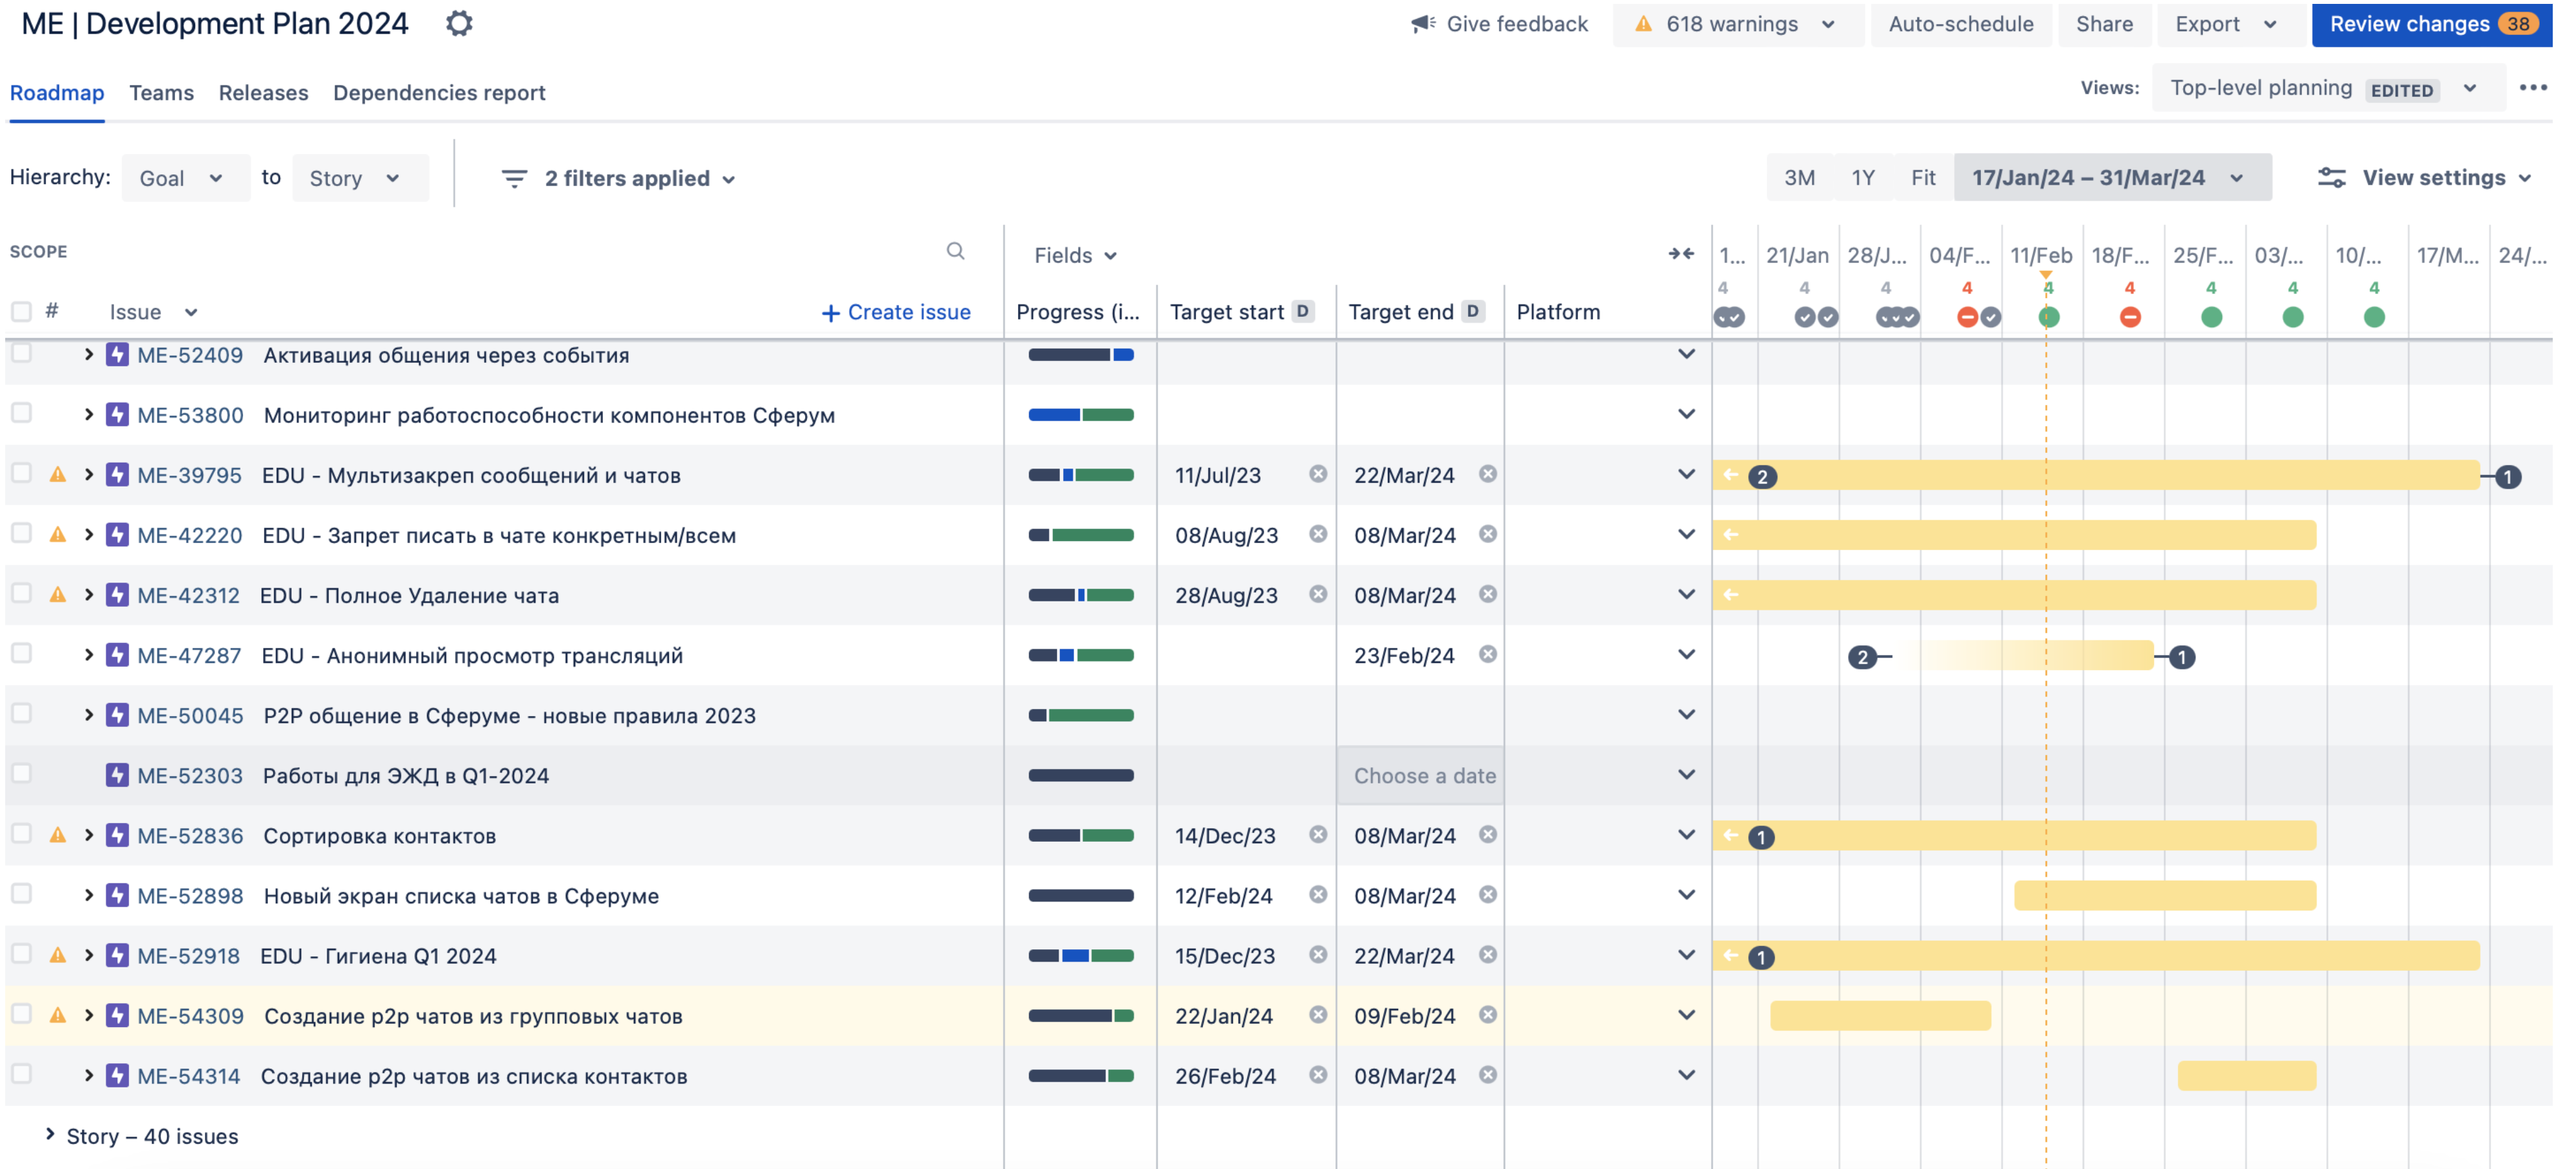 ME | Development Plan 2024 Give feedback 618 warnings Auto-schedule Share Export Review changes 38
Roadmap Teams Releases Dependencies report Views: Top-level planning EDITED
Hierarchy: Goal to Story 2 filters applied 3M 1Y Fit 17/Jan/24 – 31/Mar/24 View settings
SCOPE Fields 1... 21/Jan 28/J... 04/F... 11/Feb 18/F... 25/F... 03/... 10/... 17/M... 24/...
4 4 4 4 4 4 4 4 4
# Issue + Create issue Progress (i... Target start D Target end D Platform
ME-52409 Активация общения через события
ME-53800 Мониторинг работоспособности компонентов Сферум
ME-39795 EDU - Мультизакреп сообщений и чатов 11/Jul/23 22/Mar/24 2 1
ME-42220 EDU - Запрет писать в чате конкретным/всем 08/Aug/23 08/Mar/24
ME-42312 EDU - Полное Удаление чата 28/Aug/23 08/Mar/24
ME-47287 EDU - Анонимный просмотр трансляций 23/Feb/24 2 1
ME-50045 P2P общение в Сферуме - новые правила 2023
ME-52303 Работы для ЭЖД в Q1-2024 Choose a date
ME-52836 Сортировка контактов 14/Dec/23 08/Mar/24 1
ME-52898 Новый экран списка чатов в Сферуме 12/Feb/24 08/Mar/24
ME-52918 EDU - Гигиена Q1 2024 15/Dec/23 22/Mar/24 1
ME-54309 Создание p2p чатов из групповых чатов 22/Jan/24 09/Feb/24
ME-54314 Создание p2p чатов из списка контактов 26/Feb/24 08/Mar/24
Story – 40 issues